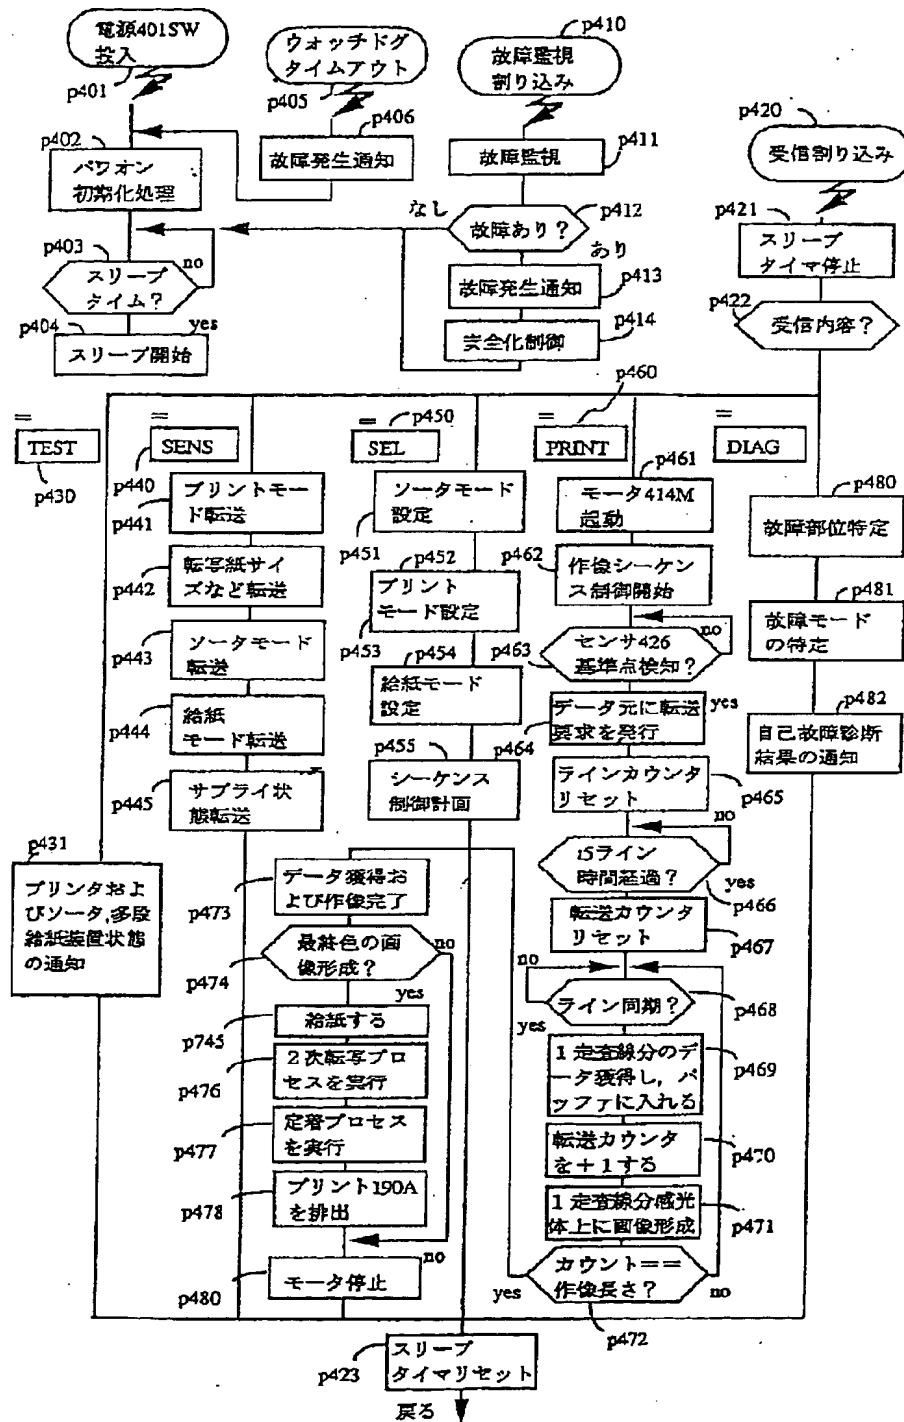 電源401SW
投入
p401
ウォッチドグ
タイムアウト
p405
p410
故障監視
割り込み
p420
受信割り込み
p402
パワオン
初期化処理
p406
故障発生通知
p411
故障監視
なし
故障あり?
p412
あり
p421
スリープ
タイマ停止
p403
スリープ
タイム?
no
p413
故障発生通知
p422
受信内容?
p404
yes
スリープ開始
p414
安全化制御
=
TEST
p430
=
SENS
p440
=
p450
SEL
p460
=
PRINT
=
DIAG
p441
プリントモー
ド転送
p442
転写紙サイ
ズなど転送
p443
ソータモード
転送
p444
給紙
モード転送
p445
サプライ状
態転送
ソータモード
設定
p451
p452
プリント
モード設定
p453
p454
給紙モード
設定
p455
シーケンス
制御計画
p461
モータ414M
起動
p462
作像シーケン
ス制御開始
no
p463
センサ426
基準点検知?
yes
データ元に転送
要求を発行
p464
ラインカウンタ
リセット
p465
no
15ライン
時間経過?
yes
p466
転送カウンタ
リセット
p467
no
ライン同期?
p468
yes
1走査線分のデ
ータ獲得し,バ
ッファに入れる
p469
転送カウンタ
を+1する
p470
1走査線分感光
体上に画像形成
p471
カウント==
作像長さ?
yes
no
p472
p480
故障部位特定
p481
故障モード
の特定
p482
自己故障診断
結果の通知
p431
プリンタおよ
びソータ,多段
給紙装置状態
の通知
p473
データ獲得お
よび作像完了
p474
最終色の画
像形成?
no
yes
p745
給紙する
p476
2次転写プロ
セスを実行
p477
定着プロセス
を実行
p478
プリント190A
を排出
no
p480
モータ停止
p423
スリープ
タイマリセット
戻る